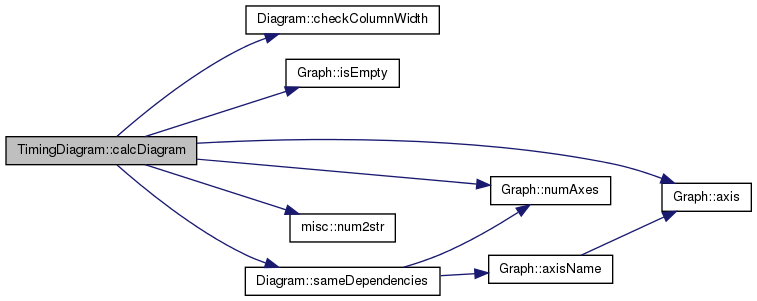 Diagram::checkColumnWidth
Graph::isEmpty
TimingDiagram::calcDiagram
Graph::numAxes
Graph::axis
misc::num2str
Graph::axisName
Diagram::sameDependencies